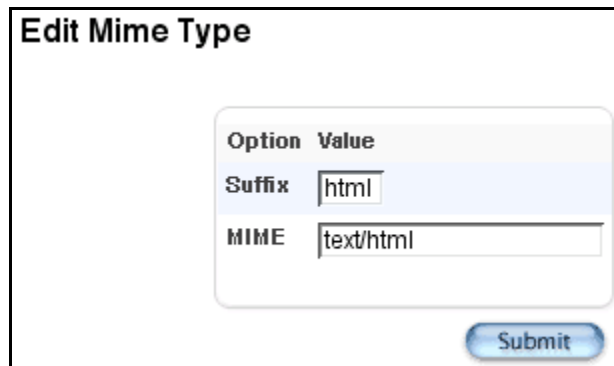 Edit Mime Type
Option Value
Suffix html
MIME text/html
Submit